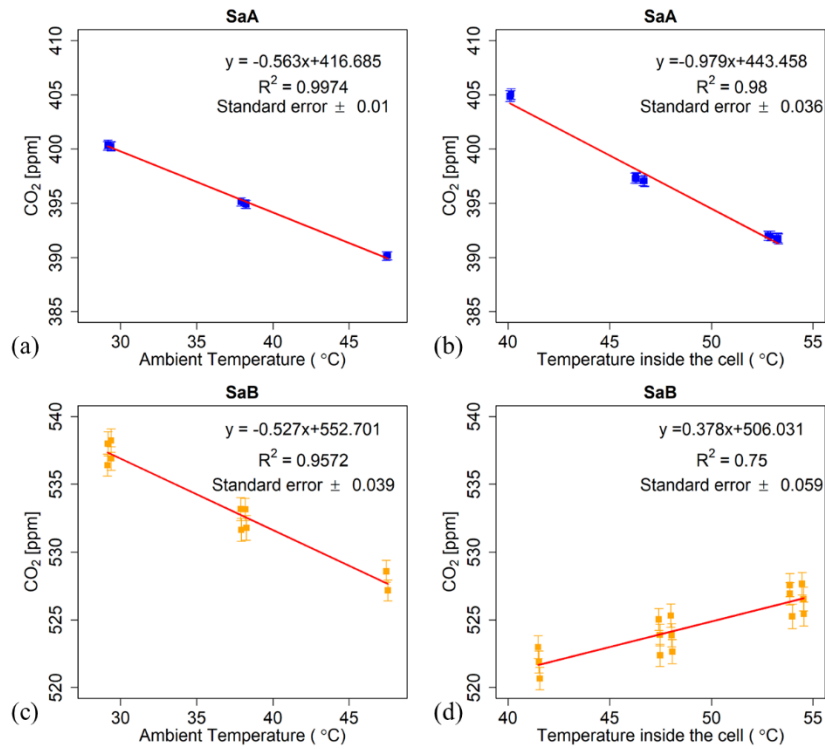 SaA
y = -0.563x+416.685
R² = 0.9974
Standard error ± 0.01
CO₂ [ppm]
410
405
400
395
390
385
30
35
40
45
Ambient Temperature ( °C)
(a)
SaA
y = -0.979x+443.458
R² = 0.98
Standard error ± 0.036
CO₂ [ppm]
410
405
400
395
390
385
40
45
50
55
Temperature inside the cell ( °C)
(b)
SaB
y = -0.527x+552.701
R² = 0.9572
Standard error ± 0.039
CO₂ [ppm]
540
535
530
525
520
30
35
40
45
Ambient Temperature ( °C)
(c)
SaB
y =0.378x+506.031
R² = 0.75
Standard error ± 0.059
CO₂ [ppm]
540
535
530
525
520
40
45
50
55
Temperature inside the cell ( °C)
(d)